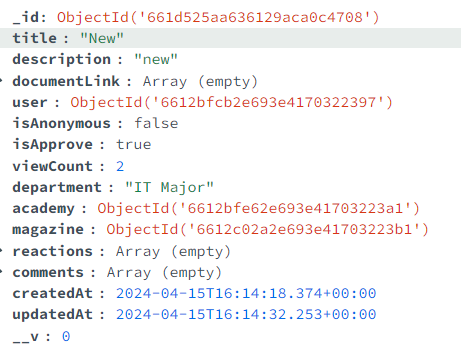 _id: ObjectId('661d525aa636129aca0c4708')
title : "New"
description : "new"
documentLink : Array (empty)
user : ObjectId('6612bfcb2e693e4170322397')
isAnonymous : false
isApprove : true
viewCount : 2
department : "IT Major"
academy : ObjectId('6612bfe62e693e41703223a1')
magazine : ObjectId('6612c02a2e693e41703223b1')
reactions : Array (empty)
comments : Array (empty)
createdAt : 2024-04-15T16:14:18.374+00:00
updatedAt : 2024-04-15T16:14:32.253+00:00
__v : 0